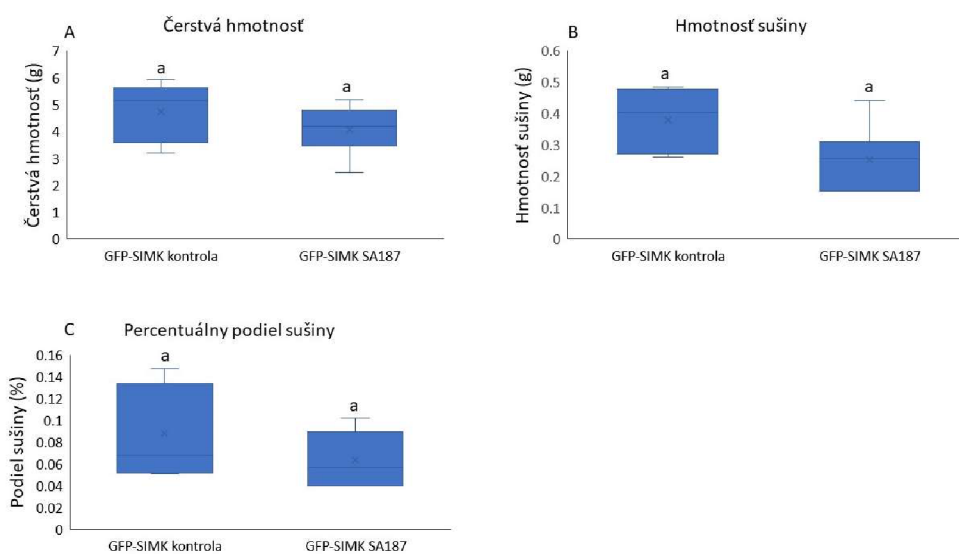 A
Čerstvá hmotnosť
Čerstvá hmotnosť (g)
7
6
5
4
3
2
1
0
a
a
GFP-SIMK kontrola
GFP-SIMK SA187
B
Hmotnosť sušiny
Hmotnosť sušiny (g)
0.6
0.5
0.4
0.3
0.2
0.1
0
a
a
GFP-SIMK kontrola
GFP-SIMK SA187
C
Percentuálny podiel sušiny
Podiel sušiny (%)
0.16
0.14
0.12
0.1
0.08
0.06
0.04
0.02
0
a
a
GFP-SIMK kontrola
GFP-SIMK SA187